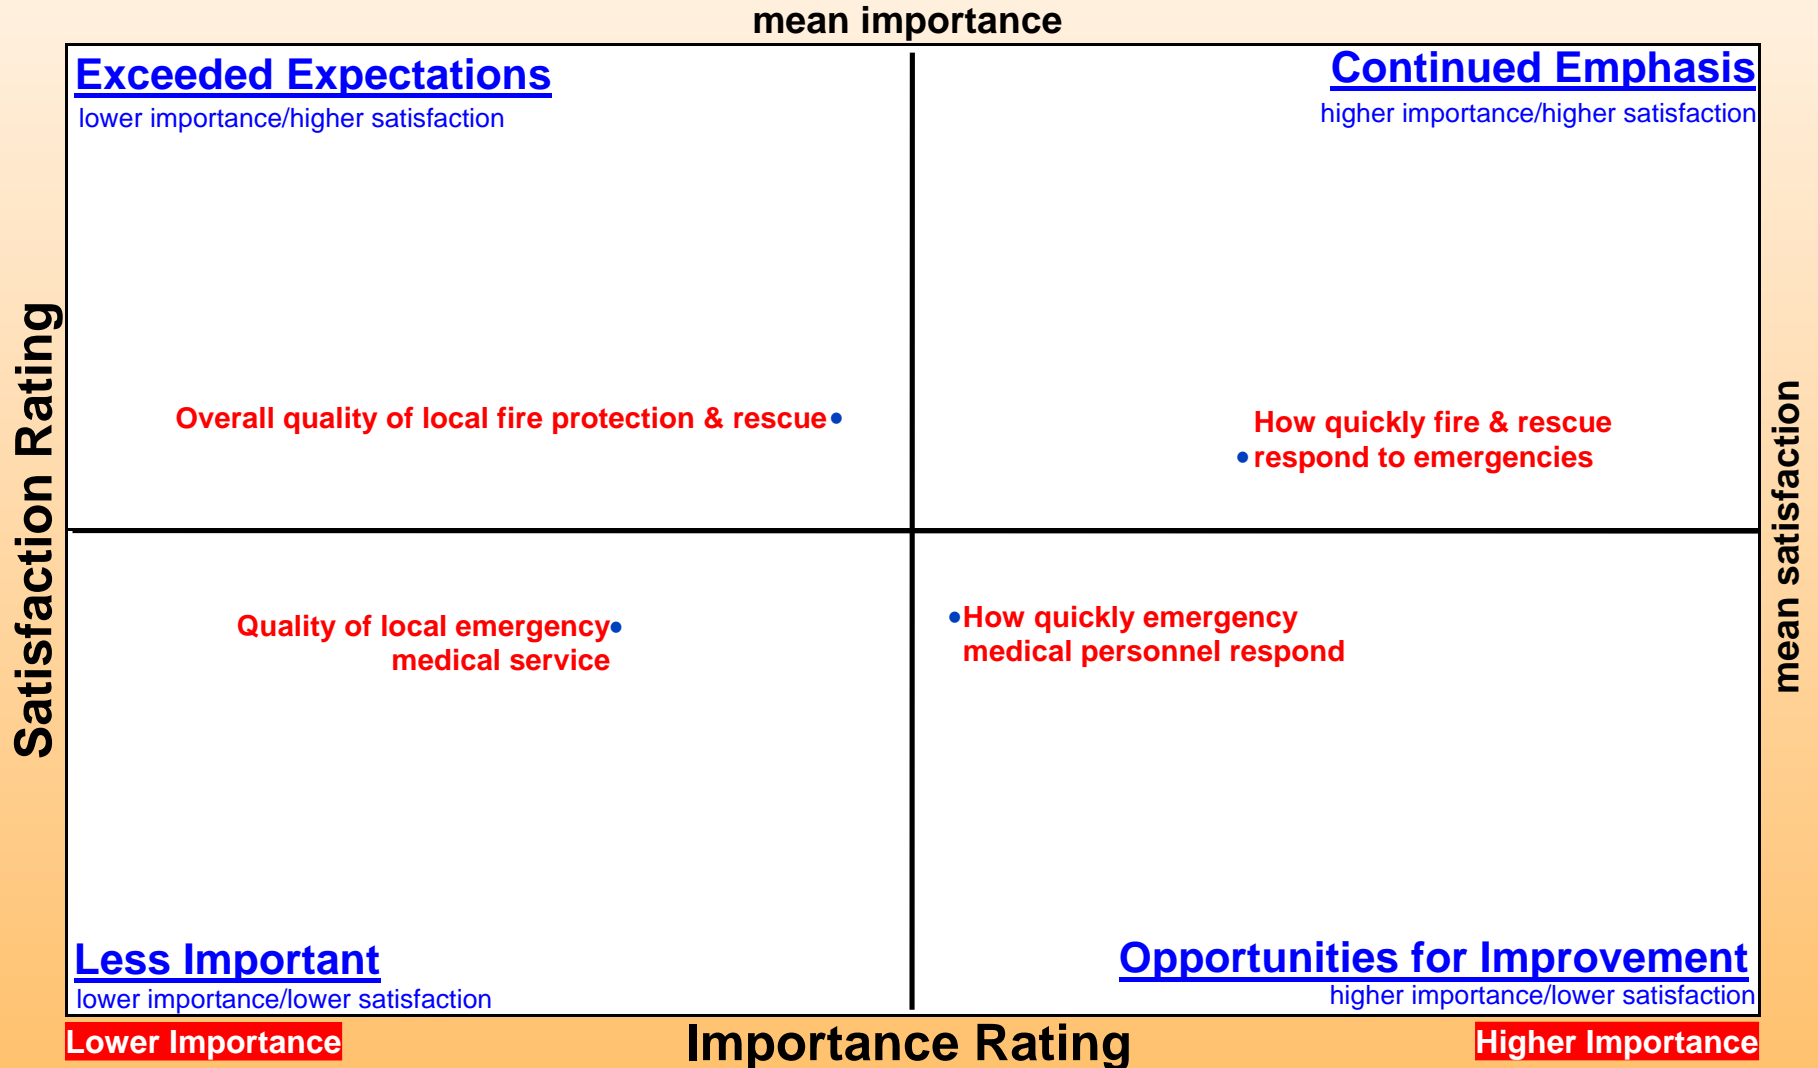 mean importance
Exceeded Expectations
lower importance/higher satisfaction
Continued Emphasis
higher importance/higher satisfaction
Satisfaction Rating
mean satisfaction
Overall quality of local fire protection & rescue
How quickly fire & rescue
respond to emergencies
Quality of local emergency
medical service
How quickly emergency
medical personnel respond
Less Important
lower importance/lower satisfaction
Opportunities for Improvement
higher importance/lower satisfaction
Lower Importance
Importance Rating
Higher Importance